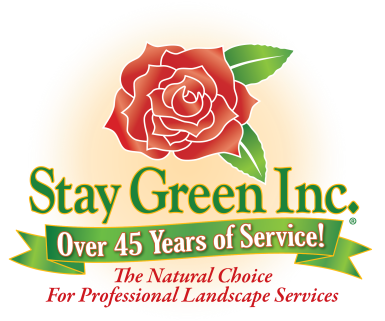 Stay Green Inc.®
Over 45 Years of Service!
The Natural Choice
For Professional Landscape Services